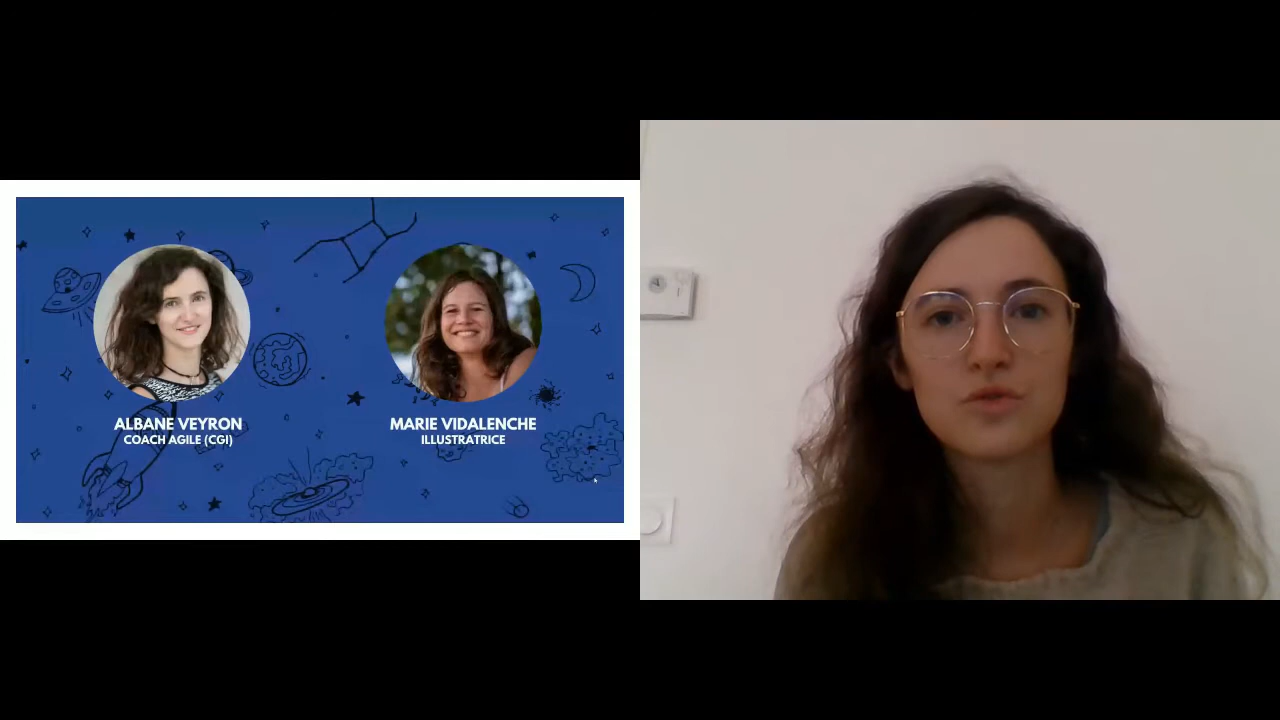 ALBANE VEYRON
COACH AGILE (CGI)
MARIE VIDALENCHE
ILLUSTRATRICE